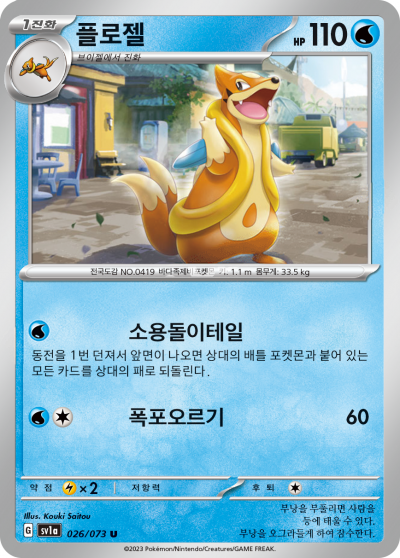 1진화
플로젤
HP 110
브이젤에서 진화
전국도감 NO.0419 바다족제비포켓몬 키: 1.1 m 몸무게: 33.5 kg
소용돌이테일
동전을 1번 던져서 앞면이 나오면 상대의 배틀 포켓몬과 붙어 있는
모든 카드를 상대의 패로 되돌린다.
폭포오르기 60
약점 ×2 저항력 후퇴
Illus. Kouki Saitou
G sv1a 026/073 U
부낭을 부풀리면 사람을
등에 태울 수 있다.
부낭을 오그라들게 하여 잠수한다.
©2023 Pokémon/Nintendo/Creatures/GAME FREAK.